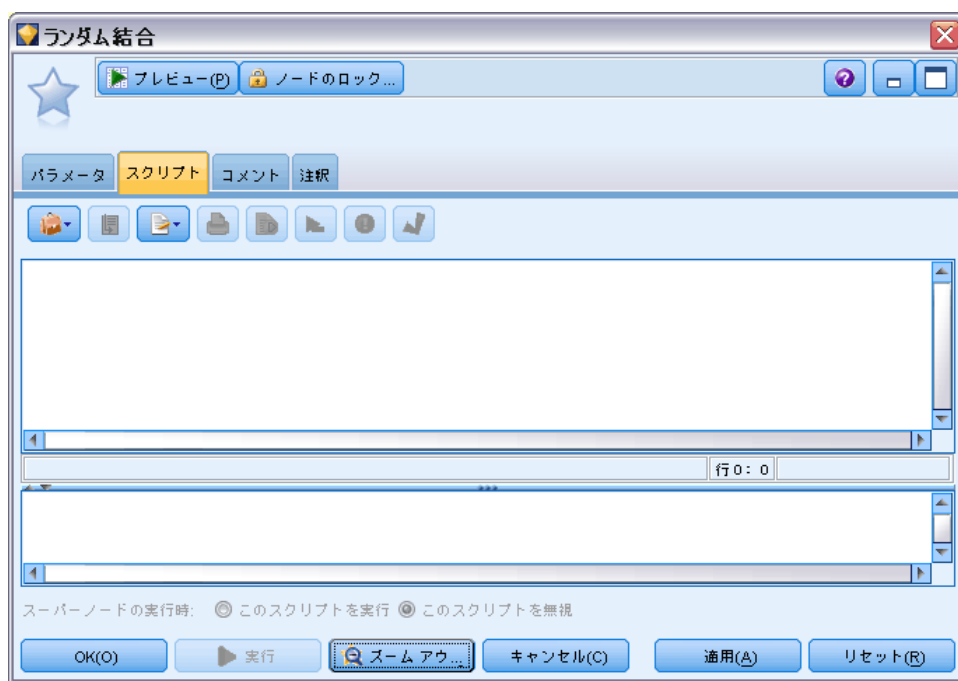 ランダム結合
プレビュー(P) ノードのロック...
パラメータ スクリプト コメント 注釈
行0: 0
スーパーノードの実行時: このスクリプトを実行 このスクリプトを無視
OK(O) 実行 ズーム アウ... キャンセル(C) 適用(A) リセット(R)